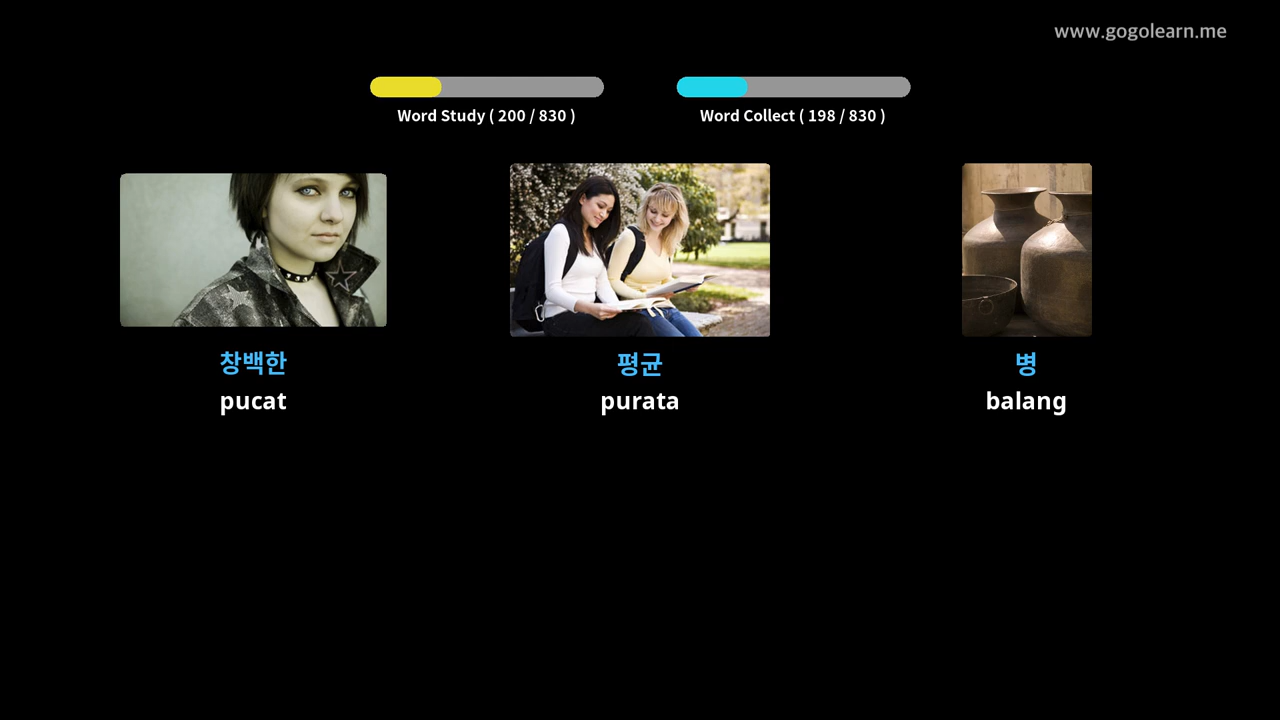 www.gogolearn.me
Word Study ( 200 / 830 )
Word Collect ( 198 / 830 )
창백한
pucat
평균
purata
병
balang